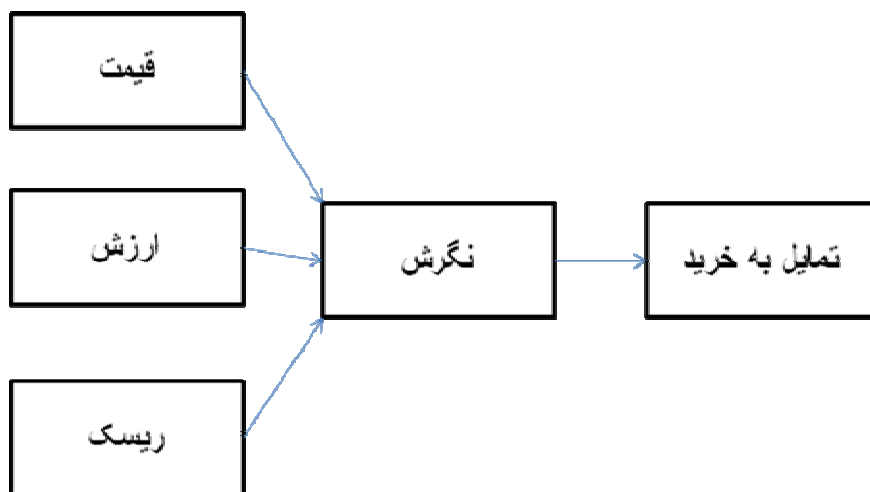 قیمت
ارزش
ریسک
نگرش
تمایل به خرید